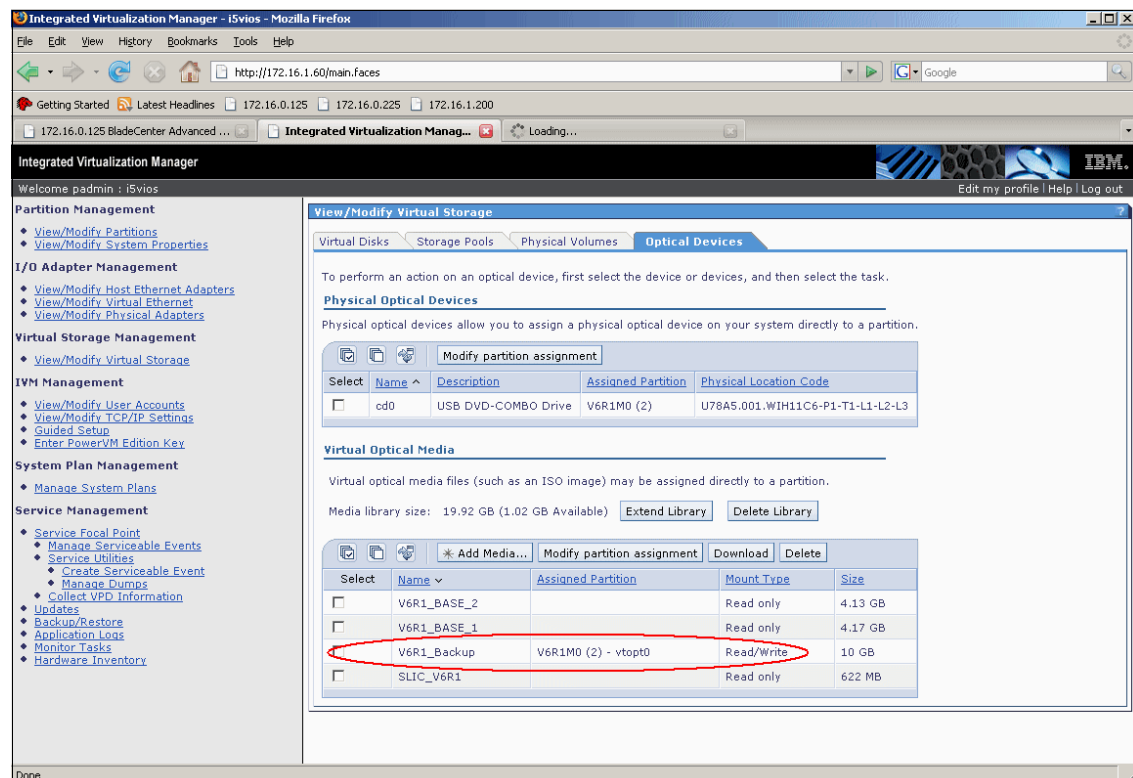 Integrated Virtualization Manager - i5vios - Mozilla Firefox
File Edit View History Bookmarks Tools Help
http://172.16.1.60/main.faces
G Google
Getting Started Latest Headlines 172.16.0.125 172.16.0.225 172.16.1.200
172.16.0.125 BladeCenter Advanced ... Integrated Virtualization Manag... Loading...
Integrated Virtualization Manager
IBM.
Welcome padmin : i5vios
Edit my profile | Help | Log out
Partition Management
View/Modify Partitions
View/Modify System Properties
I/O Adapter Management
View/Modify Host Ethernet Adapters
View/Modify Virtual Ethernet
View/Modify Physical Adapters
Virtual Storage Management
View/Modify Virtual Storage
IVM Management
View/Modify User Accounts
View/Modify TCP/IP Settings
Guided Setup
Enter PowerVM Edition Key
System Plan Management
Manage System Plans
Service Management
Service Focal Point
Manage Serviceable Events
Service Utilities
Create Serviceable Event
Manage Dumps
Collect VPD Information
Updates
Backup/Restore
Application Logs
Monitor Tasks
Hardware Inventory
View/Modify Virtual Storage ?
Virtual Disks Storage Pools Physical Volumes Optical Devices
To perform an action on an optical device, first select the device or devices, and then select the task.
Physical Optical Devices
Physical optical devices allow you to assign a physical optical device on your system directly to a partition.
Modify partition assignment
Select Name ^ Description Assigned Partition Physical Location Code
cd0 USB DVD-COMBO Drive V6R1M0 (2) U78A5.001.WIH11C6-P1-T1-L1-L2-L3
Virtual Optical Media
Virtual optical media files (such as an ISO image) may be assigned directly to a partition.
Media library size: 19.92 GB (1.02 GB Available) Extend Library Delete Library
Add Media... Modify partition assignment Download Delete
Select Name Assigned Partition Mount Type Size
V6R1_BASE_2 Read only 4.13 GB
V6R1_BASE_1 Read only 4.17 GB
V6R1_Backup V6R1M0 (2) - vtopt0 Read/Write 10 GB
SLIC_V6R1 Read only 622 MB
Done